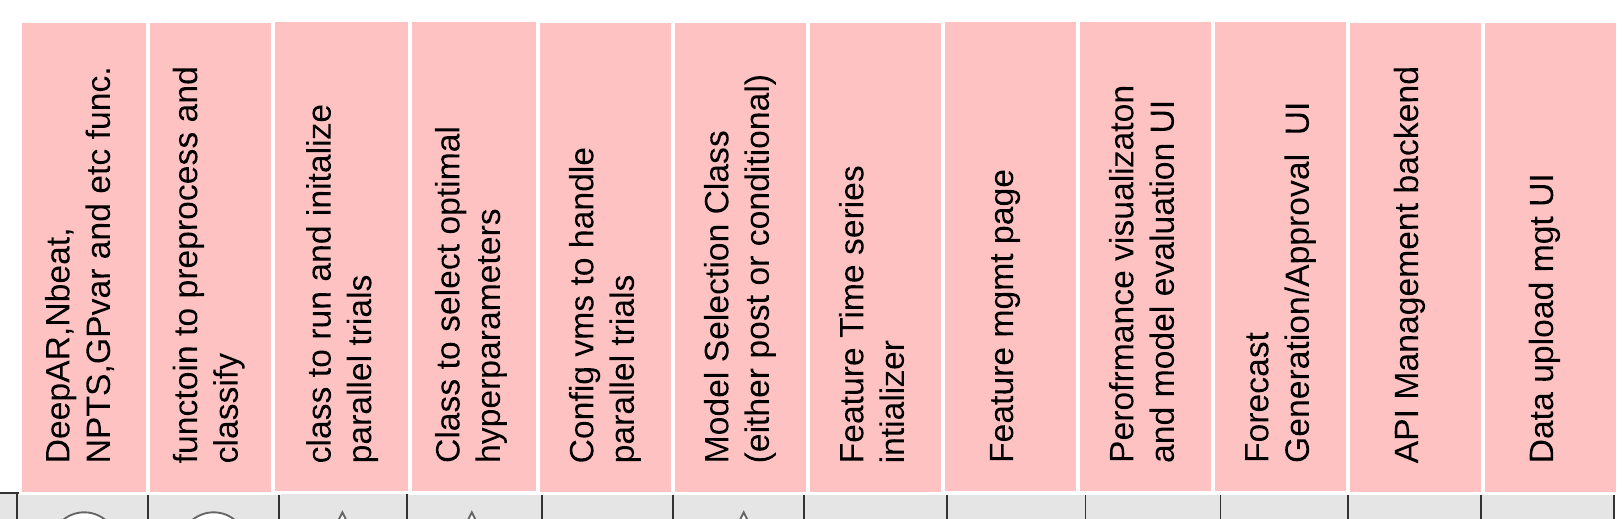 DeepAR,Nbeat,
NPTS,GPvar and etc func.
functoin to preprocess and
classify
class to run and initalize
parallel trials
Class to select optimal
hyperparameters
Config vms to handle
parallel trials
Model Selection Class
(either post or conditional)
Feature Time series
intializer
Feature mgmt page
Perofrmance visualizaton
and model evaluation UI
Forecast
Generation/Approval  UI
API Management backend
Data upload mgt UI